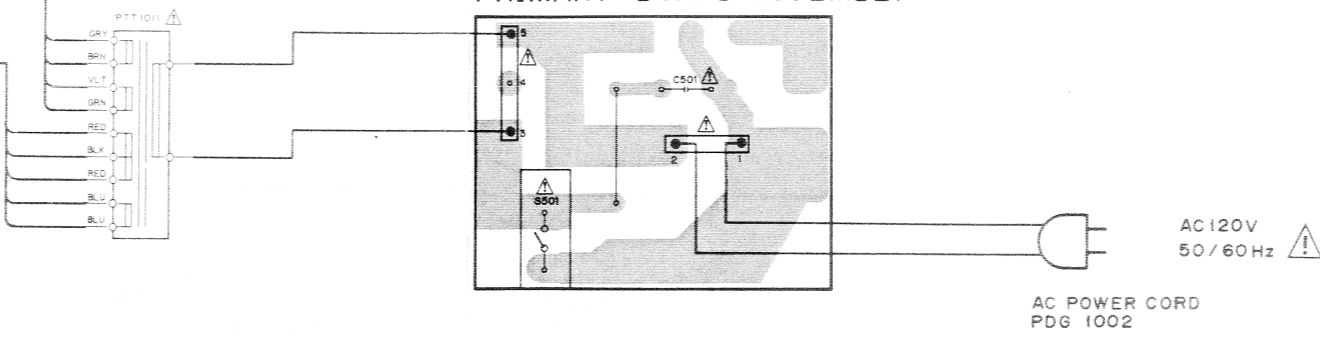 PTT1011
GRY
BRN
VLT
GRN
RED
BLK
RED
BLU
BLU
5
4
3
C501
2
1
S501
AC120V
50/60Hz
AC POWER CORD
PDG 1002